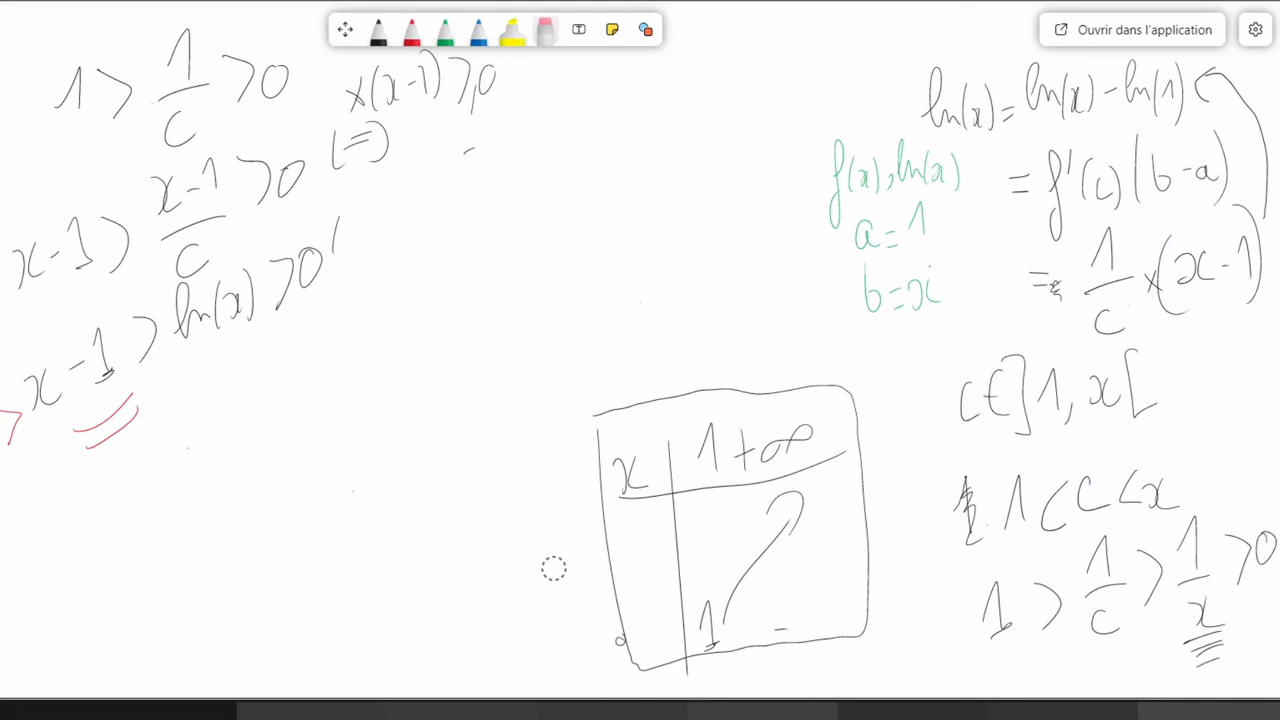 Ouvrir dans l'application
1 > 1/c > 0 ×(x-1) ⩾ 0
(=)
x-1 > (x-1)/c > 0
x-1 > ln(x) > 0
ln(x) = ln(x) - ln(1)
= f'(c)(b-a)
= 1/c × (x-1)
f(x), ln(x)
a = 1
b = x
c ∈ ]1, x[
1 < c < x
1 > 1/c > 1/x > 0
x | 1 +∞
1